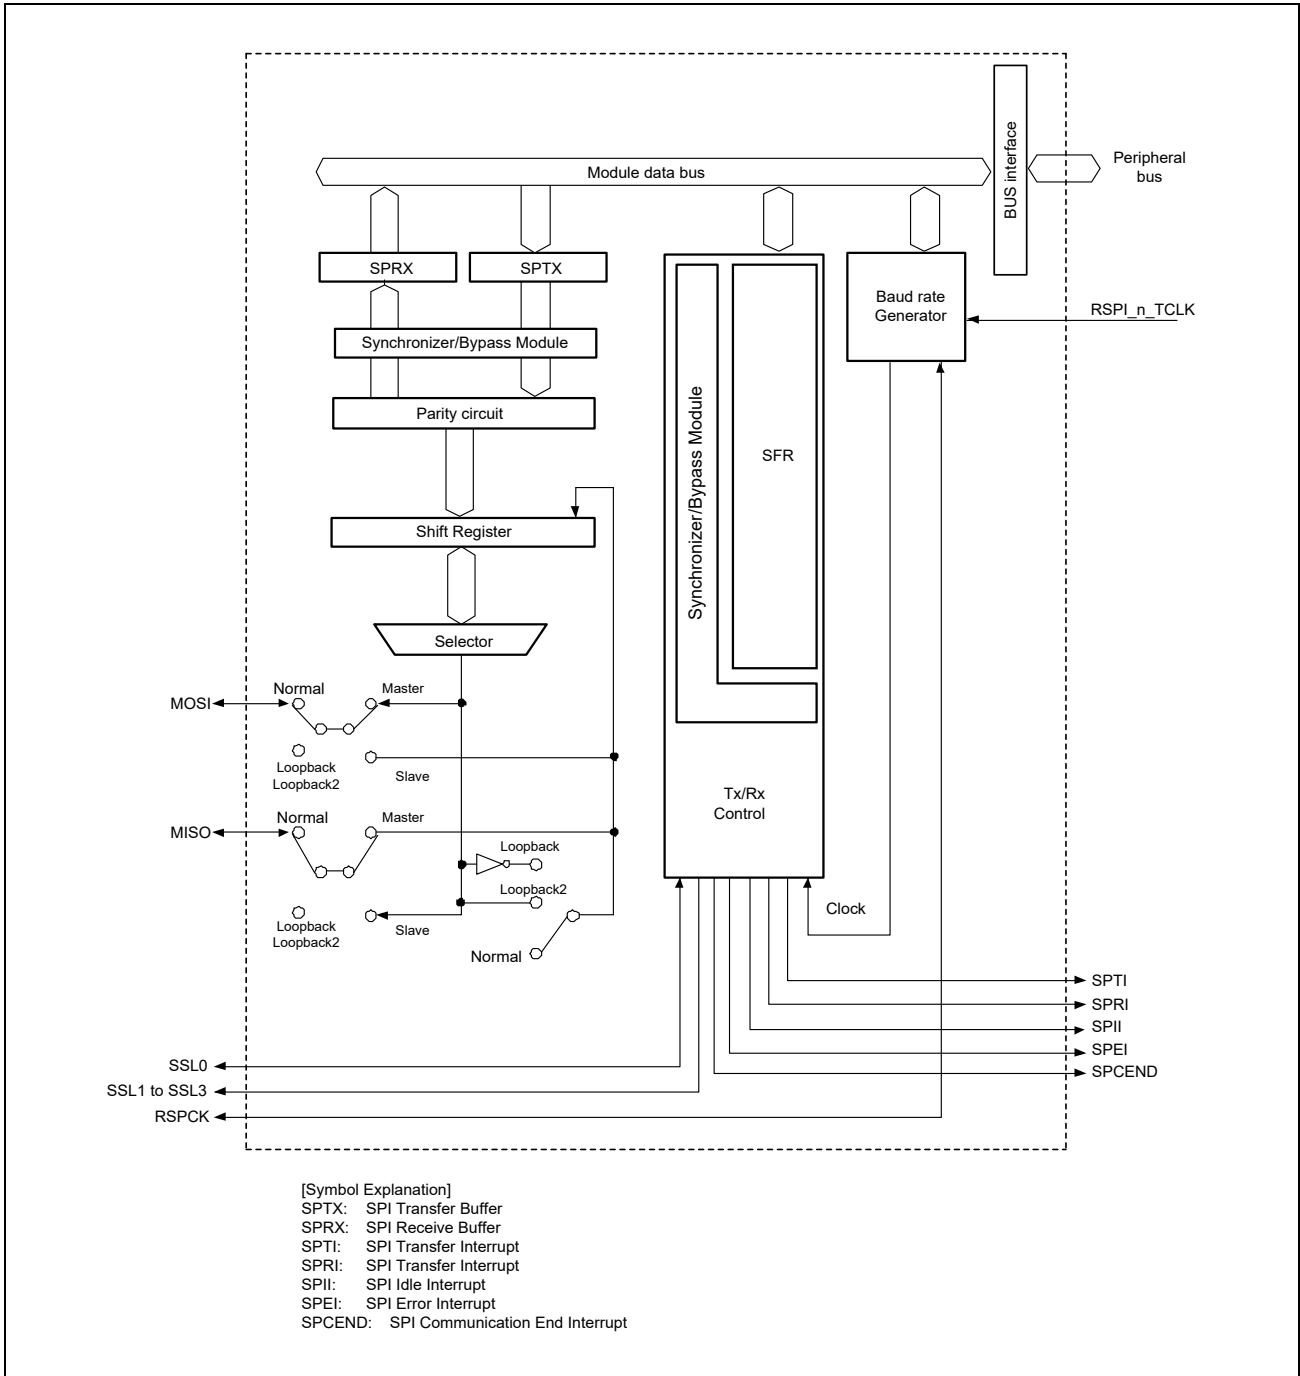 BUS interface
Peripheral
bus
Module data bus
SPRX
SPTX
Baud rate
Generator
RSPI_n_TCLK
Synchronizer/Bypass Module
Parity circuit
Synchronizer/Bypass Module
SFR
Shift Register
Selector
MOSI
Normal
Master
Loopback
Loopback2
Slave
Tx/Rx
Control
MISO
Normal
Master
Loopback
Loopback2
Loopback
Loopback2
Slave
Normal
Clock
SPTI
SPRI
SPII
SPEI
SPCEND
SSL0
SSL1 to SSL3
RSPCK
[Symbol Explanation]
SPTX: SPI Transfer Buffer
SPRX: SPI Receive Buffer
SPTI: SPI Transfer Interrupt
SPRI: SPI Transfer Interrupt
SPII: SPI Idle Interrupt
SPEI: SPI Error Interrupt
SPCEND: SPI Communication End Interrupt